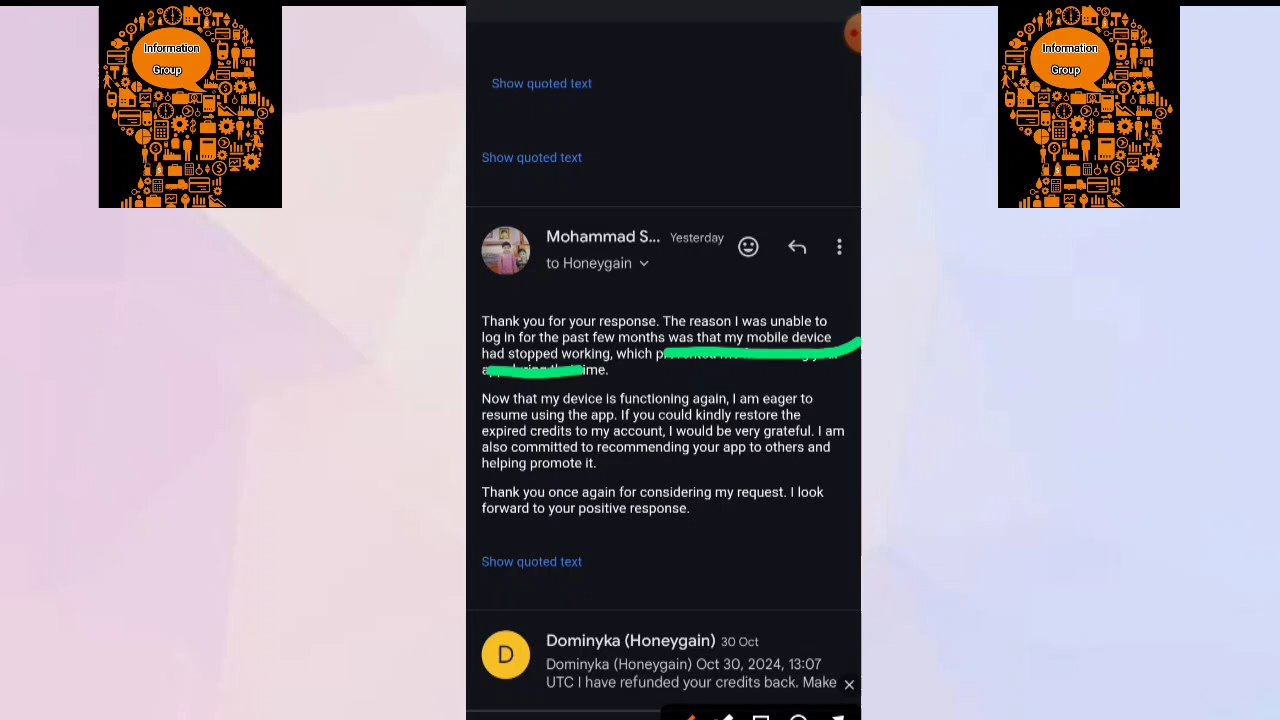 Information
Group
Information
Group
Show quoted text
Show quoted text
Mohammad S... Yesterday
to Honeygain
Thank you for your response. The reason I was unable to
log in for the past few months was that my mobile device
had stopped working, which
time.
Now that my device is functioning again, I am eager to
resume using the app. If you could kindly restore the
expired credits to my account, I would be very grateful. I am
also committed to recommending your app to others and
helping promote it.
Thank you once again for considering my request. I look
forward to your positive response.
Show quoted text
D
Dominyka (Honeygain) 30 Oct
Dominyka (Honeygain) Oct 30, 2024, 13:07
UTC I have refunded your credits back. Make